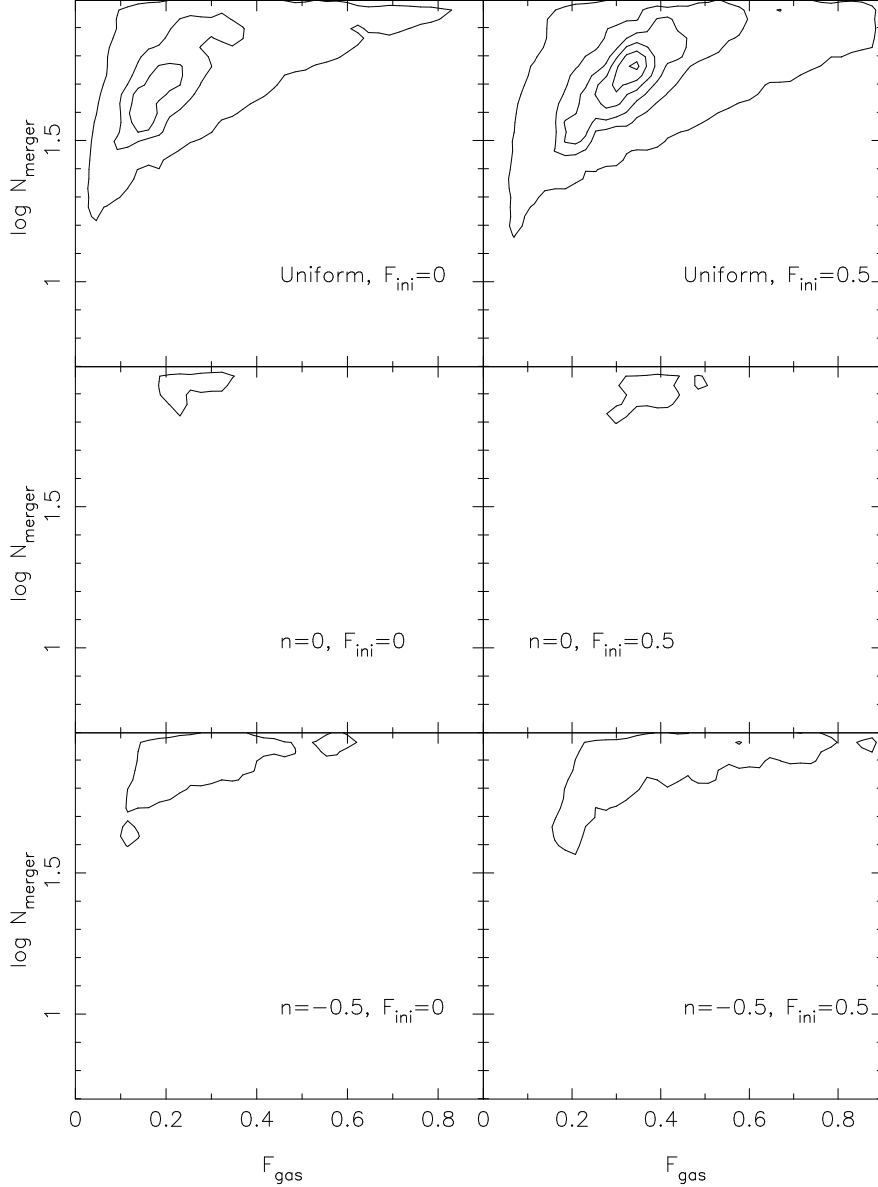 log N_merger
1.5
1
Uniform, F_ini=0
Uniform, F_ini=0.5
log N_merger
1.5
1
n=0, F_ini=0
n=0, F_ini=0.5
log N_merger
1.5
1
n=−0.5, F_ini=0
n=−0.5, F_ini=0.5
0 0.2 0.4 0.6 0.8 0 0.2 0.4 0.6 0.8
F_gas
F_gas